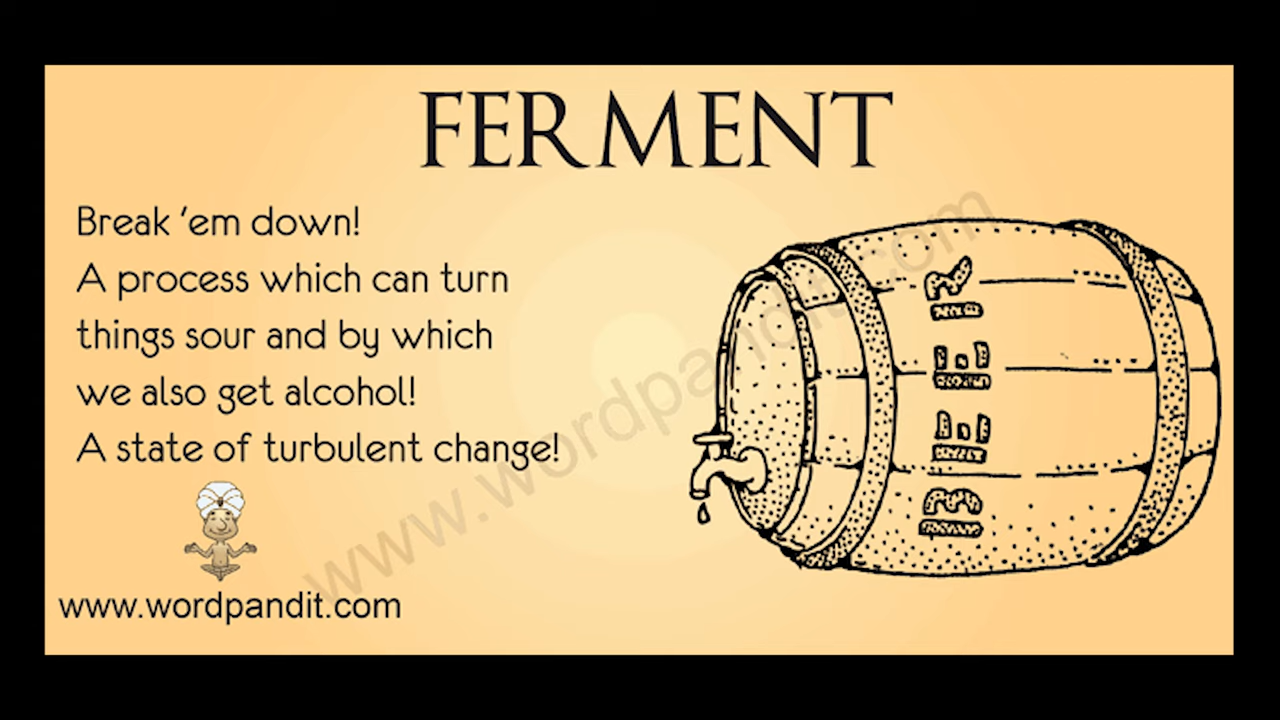 FERMENT
Break ‘em down!
A process which can turn
things sour and by which
we also get alcohol!
A state of turbulent change!
BEER
www.wordpandit.com
www.wordpandit.com